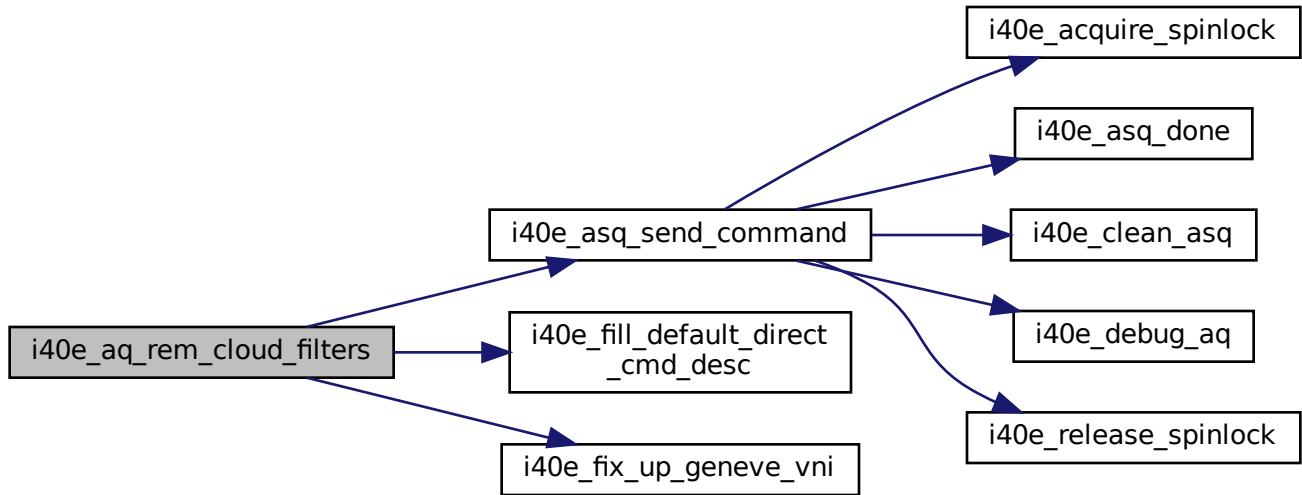 i40e_acquire_spinlock
i40e_asq_done
i40e_asq_send_command
i40e_clean_asq
i40e_aq_rem_cloud_filters
i40e_fill_default_direct
_cmd_desc
i40e_debug_aq
i40e_fix_up_geneve_vni
i40e_release_spinlock